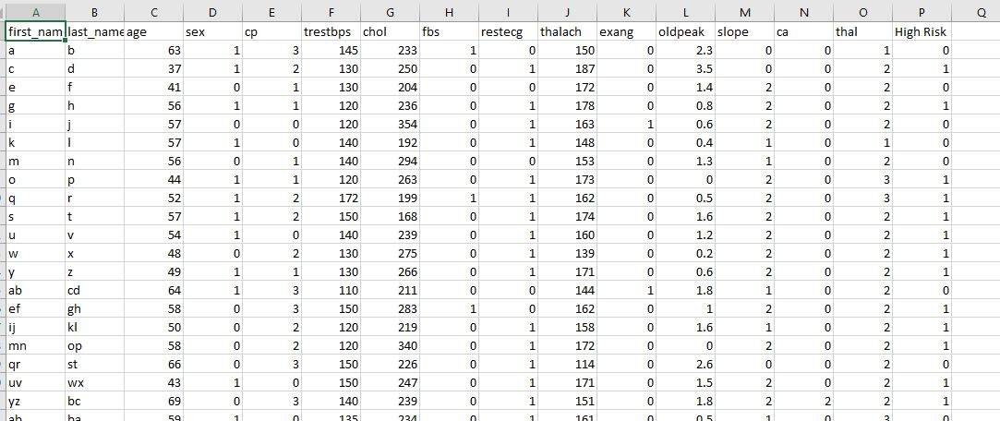 A B C D E F G H I J K L M N O P Q
first_nam last_name age sex cp trestbps chol fbs restecg thalach exang oldpeak slope ca thal High Risk
a b 63 1 3 145 233 1 0 150 0 2.3 0 0 1 0
c d 37 1 2 130 250 0 1 187 0 3.5 0 0 2 1
e f 41 0 1 130 204 0 0 172 0 1.4 2 0 2 0
g h 56 1 1 120 236 0 1 178 0 0.8 2 0 2 1
i j 57 0 0 120 354 0 1 163 1 0.6 2 0 2 0
k l 57 1 0 140 192 0 1 148 0 0.4 1 0 1 0
m n 56 0 1 140 294 0 0 153 0 1.3 1 0 2 0
o p 44 1 1 120 263 0 1 173 0 0 2 0 3 1
q r 52 1 2 172 199 1 1 162 0 0.5 2 0 3 1
s t 57 1 2 150 168 0 1 174 0 1.6 2 0 2 1
u v 54 1 0 140 239 0 1 160 0 1.2 2 0 2 1
w x 48 0 2 130 275 0 1 139 0 0.2 2 0 2 1
y z 49 1 1 130 266 0 1 171 0 0.6 2 0 2 1
ab cd 64 1 3 110 211 0 0 144 1 1.8 1 0 2 0
ef gh 58 0 3 150 283 1 0 162 0 1 2 0 2 1
ij kl 50 0 2 120 219 0 1 158 0 1.6 1 0 2 1
mn op 58 0 2 120 340 0 1 172 0 0 2 0 2 1
qr st 66 0 3 150 226 0 1 114 0 2.6 0 0 2 0
uv wx 43 1 0 150 247 0 1 171 0 1.5 2 0 2 1
yz bc 69 0 3 140 239 0 1 151 0 1.8 2 2 2 1
ab ba 59 1 0 135 234 0 1 161 0 0.5 1 0 3 0